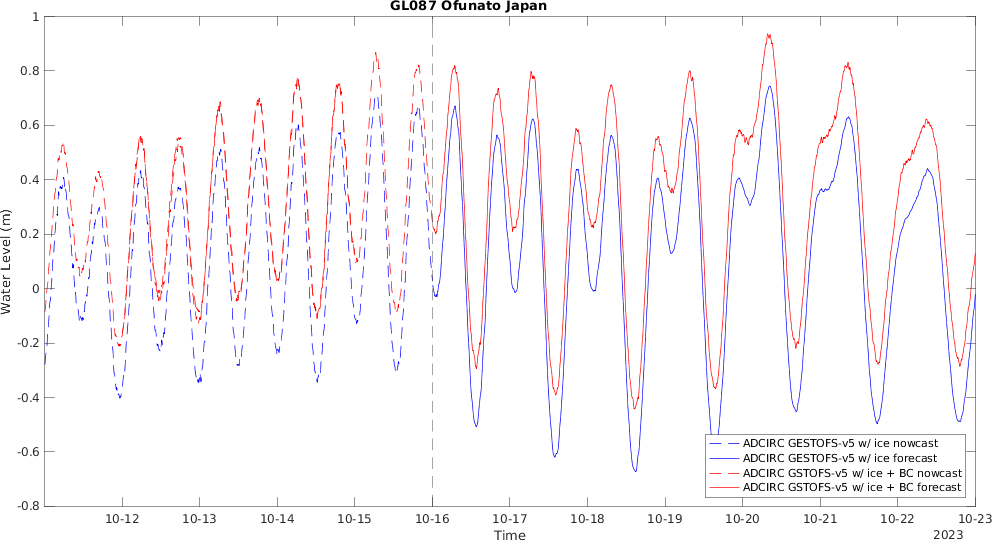 GL087 Ofunato Japan
1
0.8
0.6
0.4
0.2
0
-0.2
-0.4
-0.6
-0.8
Water Level (m)
10-12 10-13 10-14 10-15 10-16 10-17 10-18 10-19 10-20 10-21 10-22 10-23
Time
2023
ADCIRC GESTOFS-v5 w/ ice nowcast
ADCIRC GESTOFS-v5 w/ ice forecast
ADCIRC GSTOFS-v5 w/ ice + BC nowcast
ADCIRC GSTOFS-v5 w/ ice + BC forecast